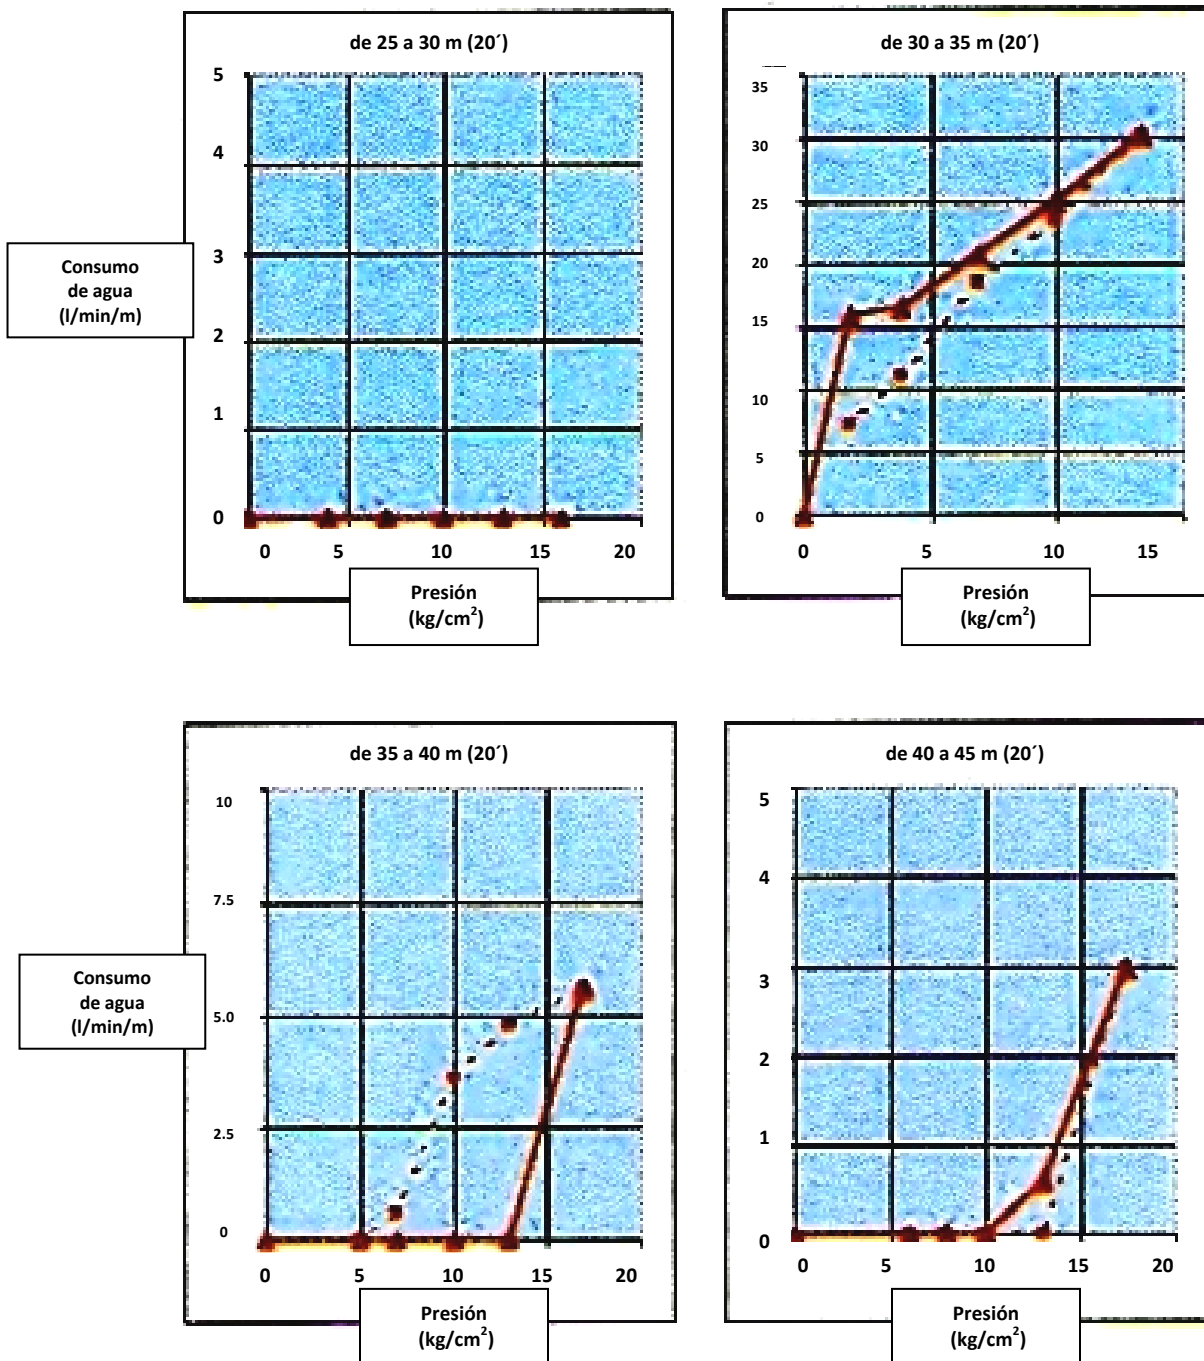 de 25 a 30 m (20´)
5
4
3
2
1
0
0 5 10 15 20
Consumo
de agua
(l/min/m)
Presión
(kg/cm²)
de 30 a 35 m (20´)
35
30
25
20
15
10
5
0
0 5 10 15
Presión
(kg/cm²)
de 35 a 40 m (20´)
10
7.5
5.0
2.5
0
0 5 10 15 20
Consumo
de agua
(l/min/m)
Presión
(kg/cm²)
de 40 a 45 m (20´)
5
4
3
2
1
0
0 5 10 15 20
Presión
(kg/cm²)